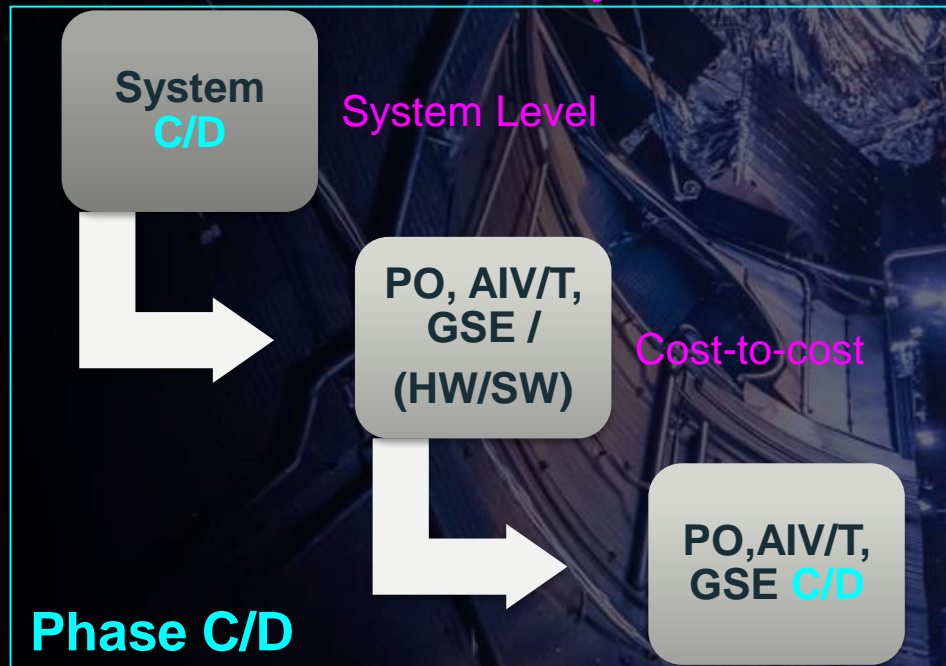 System
C/D
System Level
PO, AIV/T,
GSE /
(HW/SW)
Cost-to-cost
PO,AIV/T,
GSE C/D
Phase C/D